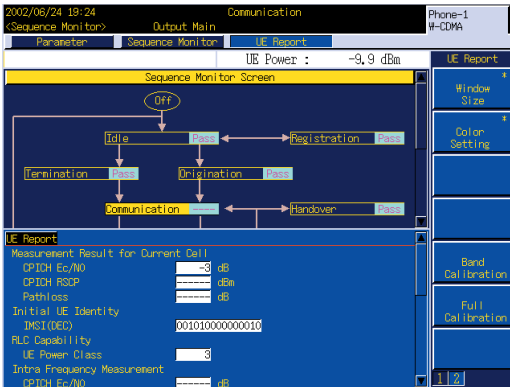 2002/06/24 19:24 Communication Phone-1
<Sequence Monitor> Output Main W-CDMA
Parameter Sequence Monitor UE Report
UE Power : -9.9 dBm UE Report
Sequence Monitor Screen
*
Window
Size
Off
*
Color
Setting
Idle Pass Registration Pass
Termination Pass Origination Pass
Communication ---- Handover Pass
UE Report
Measurement Result for Current Cell
CPICH Ec/N0 -3 dB
CPICH RSCP ------ dBm
Pathloss ------ dB
Band
Calibration
Initial UE Identity
IMSI(DEC) 001010000000010
Full
Calibration
RLC Capability
UE Power Class 3
Intra Frequency Measurement
CPICH Ec/N0 ------ dB
1 2